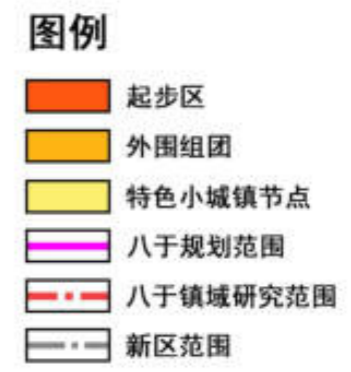 图例
起步区
外围组团
特色小城镇节点
八于规划范围
八于镇域研究范围
新区范围